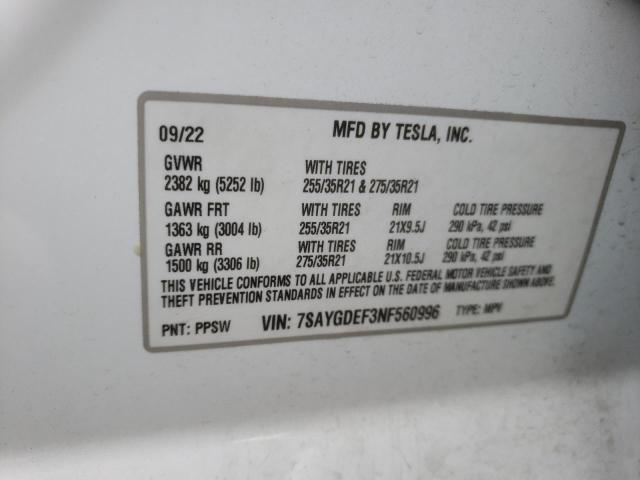 09/22 MFD BY TESLA, INC.
GVWR WITH TIRES
2382 kg (5252 lb) 255/35R21 & 275/35R21
GAWR FRT WITH TIRES RIM COLD TIRE PRESSURE
1363 kg (3004 lb) 255/35R21 21X9.5J 290 kPa, 42 psi
GAWR RR WITH TIRES RIM COLD TIRE PRESSURE
1500 kg (3306 lb) 275/35R21 21X10.5J 290 kPa, 42 psi
THIS VEHICLE CONFORMS TO ALL APPLICABLE U.S. FEDERAL MOTOR VEHICLE SAFETY AND
THEFT PREVENTION STANDARDS IN EFFECT ON THE DATE OF MANUFACTURE SHOWN ABOVE.
PNT: PPSW VIN: 7SAYGDEF3NF560996 TYPE: MPV